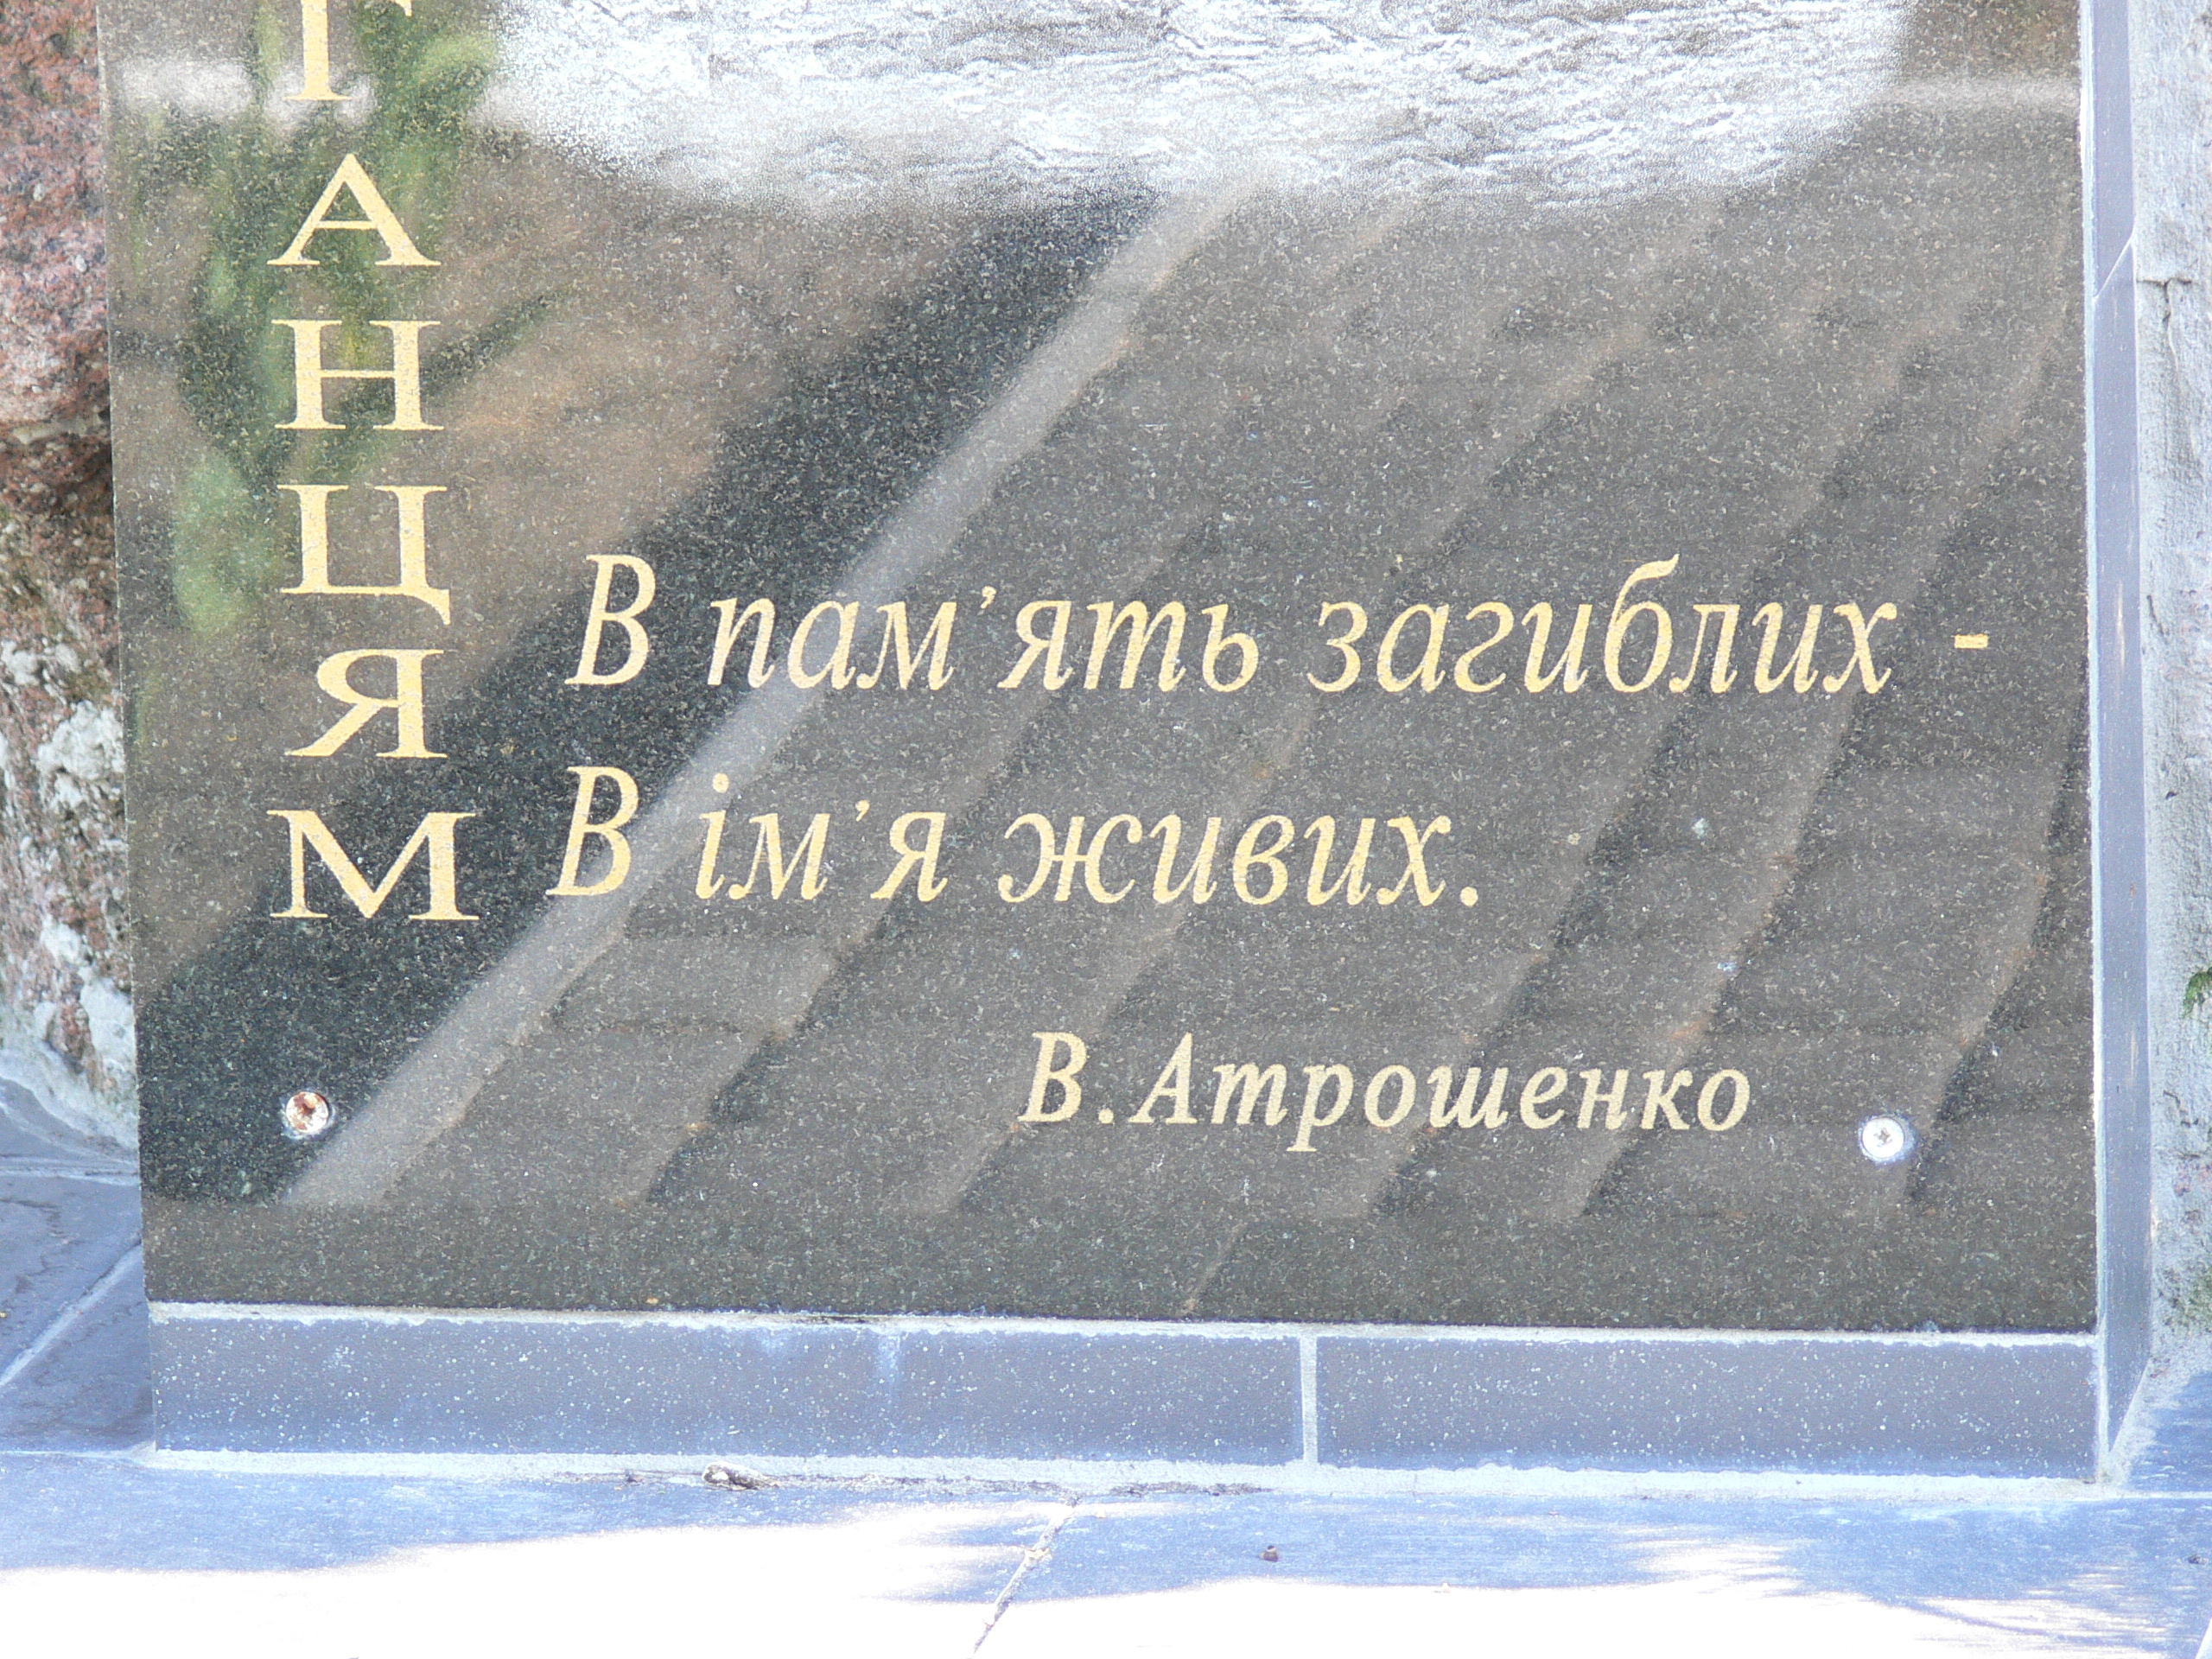 ГАНЦЯМ
В пам'ять загиблих -
В ім'я живих.
В.Атрошенко